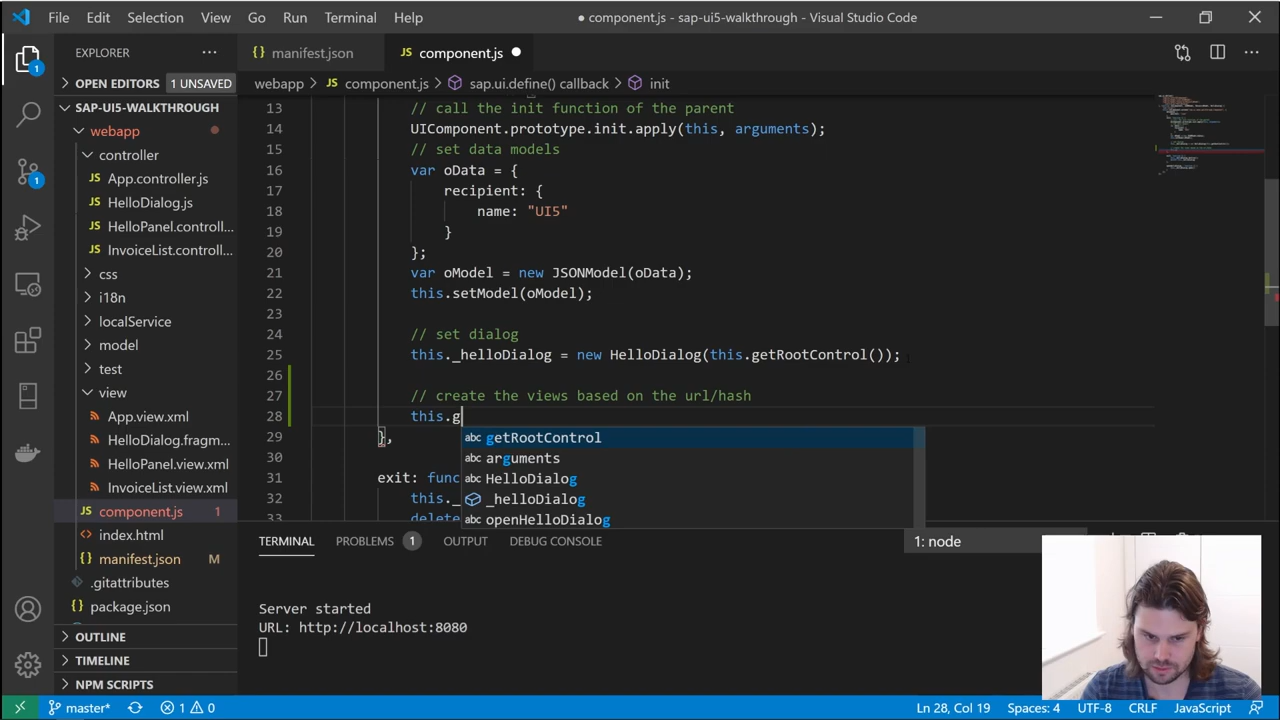 File Edit Selection View Go Run Terminal Help
● component.js - sap-ui5-walkthrough - Visual Studio Code
EXPLORER
OPEN EDITORS 1 UNSAVED
SAP-UI5-WALKTHROUGH
webapp
controller
JS App.controller.js
JS HelloDialog.js
JS HelloPanel.controll...
JS InvoiceList.controll...
css
i18n
localService
model
test
view
App.view.xml
HelloDialog.fragm...
HelloPanel.view.xml
InvoiceList.view.xml
JS component.js 1
index.html
{} manifest.json M
.gitattributes
{} package.json
OUTLINE
TIMELINE
NPM SCRIPTS
1
1
{} manifest.json JS component.js ●
webapp > JS component.js > sap.ui.define() callback > init
13 // call the init function of the parent
14 UIComponent.prototype.init.apply(this, arguments);
15 // set data models
16 var oData = {
17 recipient: {
18 name: "UI5"
19 }
20 };
21 var oModel = new JSONModel(oData);
22 this.setModel(oModel);
23
24 // set dialog
25 this._helloDialog = new HelloDialog(this.getRootControl());
26
27 // create the views based on the url/hash
28 this.g
29 },
30
31 exit: func
32 this._
33 delete
abc getRootControl
abc arguments
abc HelloDialog
_helloDialog
abc openHelloDialog
TERMINAL PROBLEMS 1 OUTPUT DEBUG CONSOLE 1: node
Server started
URL: http://localhost:8080
master* 1 0 Ln 28, Col 19 Spaces: 4 UTF-8 CRLF JavaScript